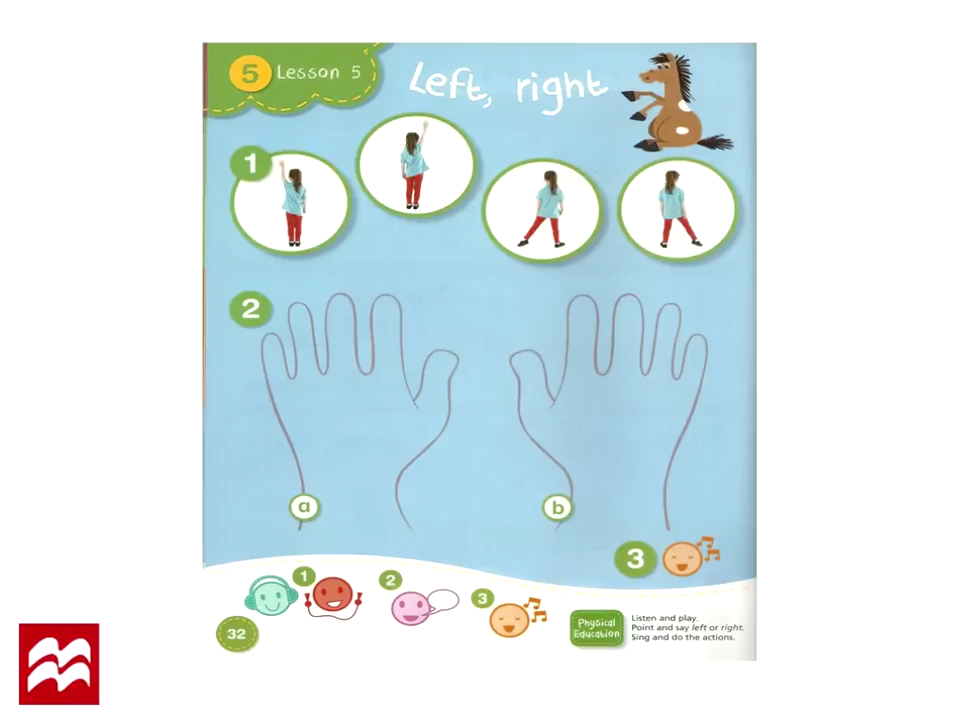 5 Lesson 5
Left, right
1
2
a
b
3
1
2
3
32
Physical
Education
Listen and play.
Point and say left or right.
Sing and do the actions.